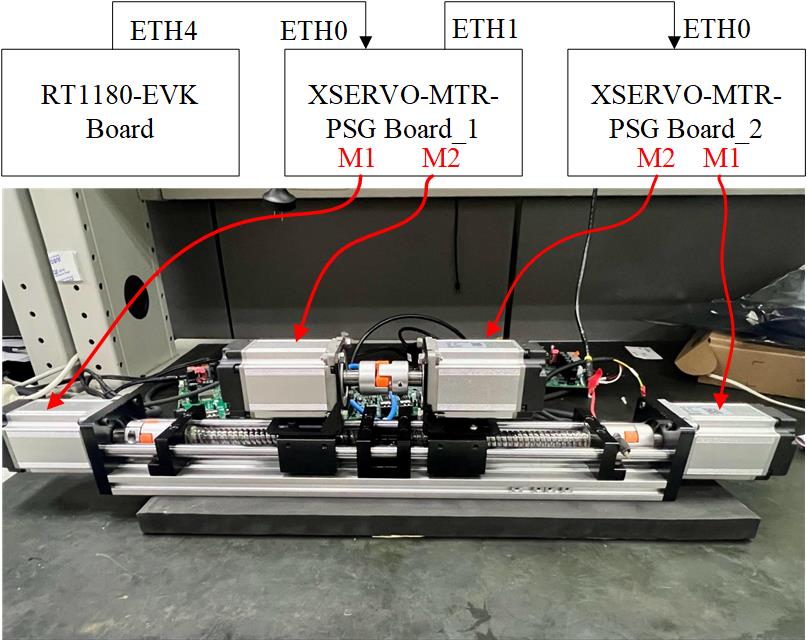 ETH4
ETH0
ETH1
ETH0
RT1180-EVK
Board
XSERVO-MTR-
PSG Board_1
M1
M2
XSERVO-MTR-
PSG Board_2
M2
M1